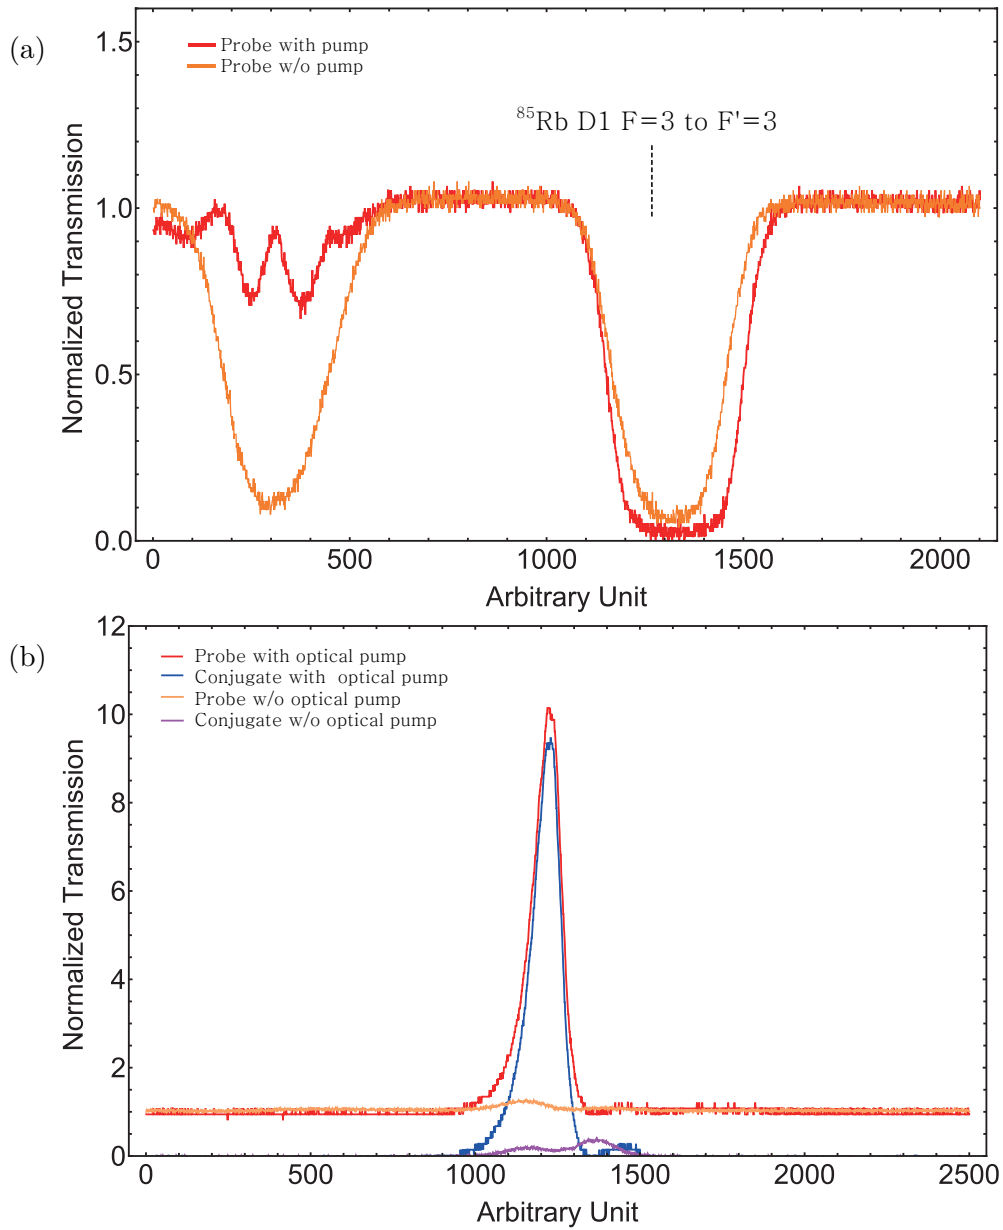 (a)
1.5
1.0
0.5
0.0
Normalized Transmission
Probe with pump
Probe w/o pump
⁸⁵Rb D1 F=3 to F'=3
0 500 1000 1500 2000
Arbitrary Unit
(b)
12
10
8
6
4
2
0
Normalized Transmission
Probe with optical pump
Conjugate with optical pump
Probe w/o optical pump
Conjugate w/o optical pump
0 500 1000 1500 2000 2500
Arbitrary Unit